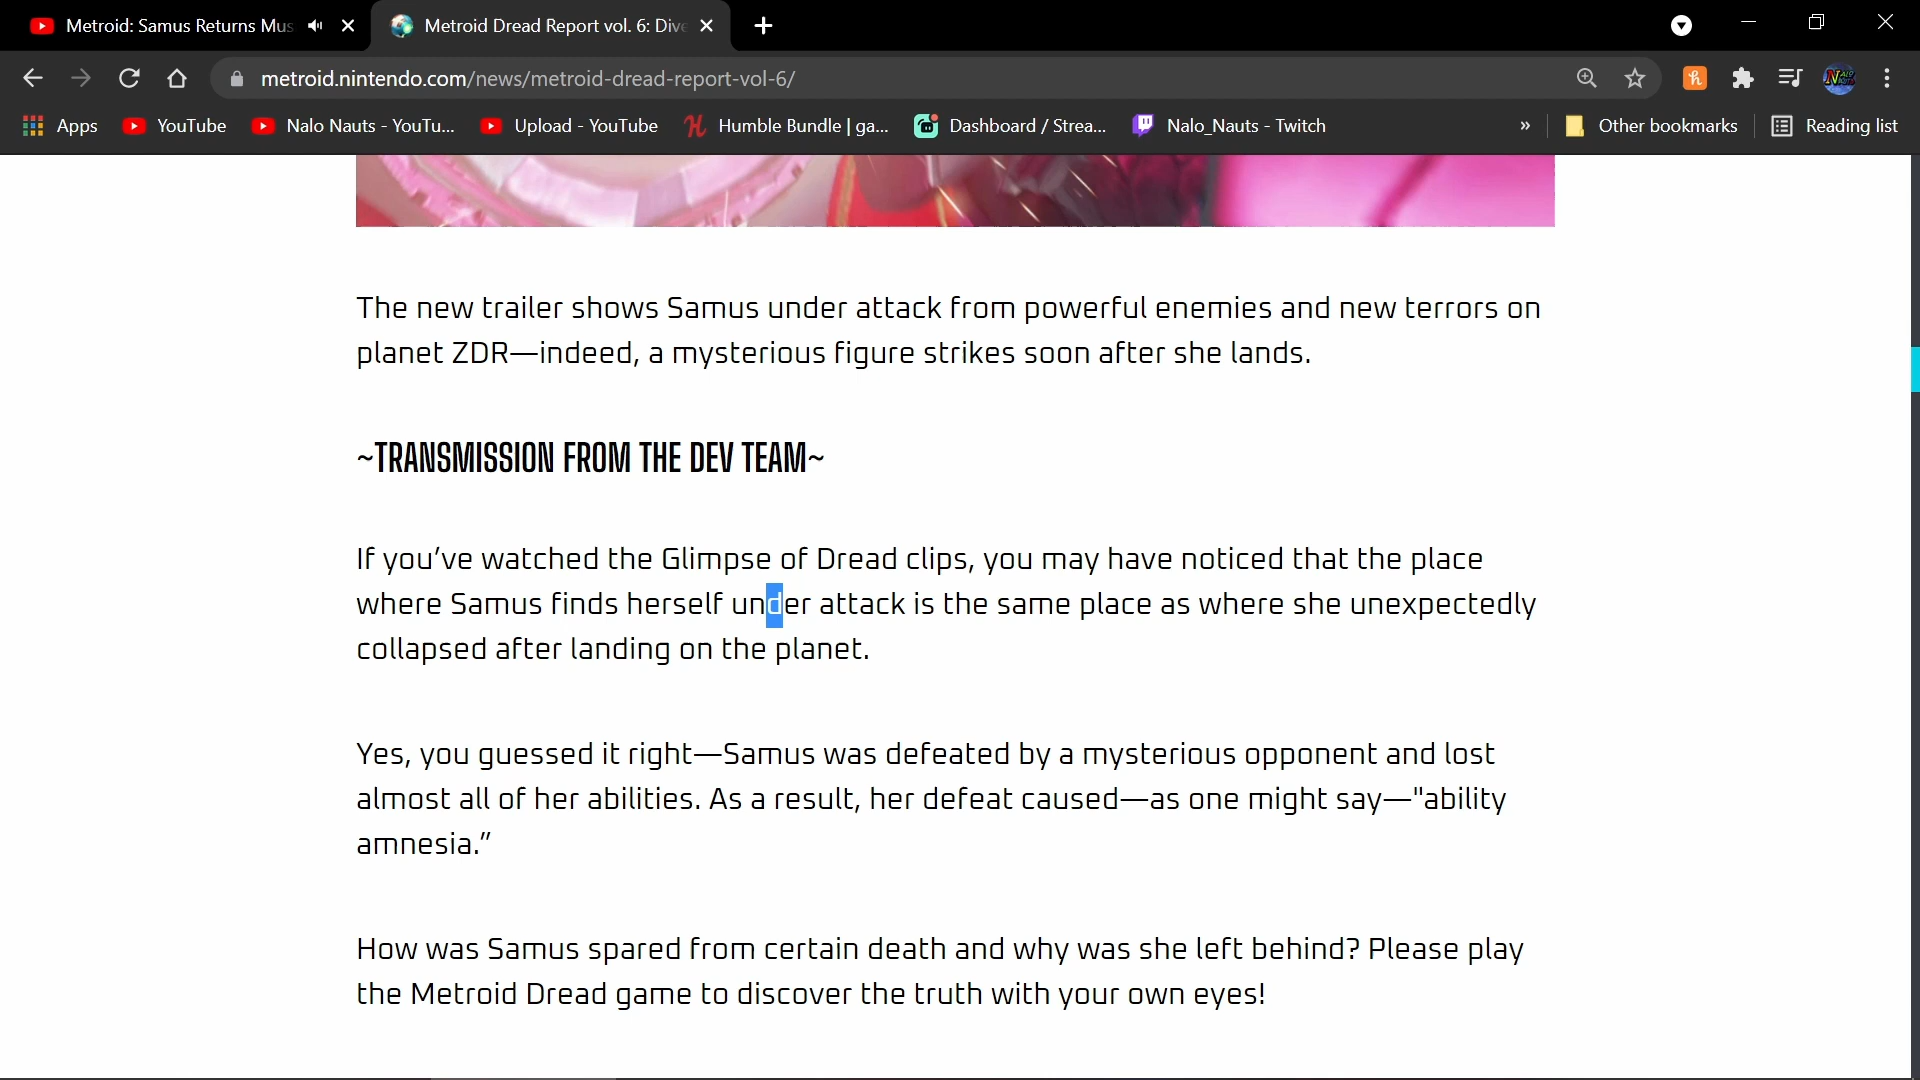 Metroid: Samus Returns Mus
Metroid Dread Report vol. 6: Dive
metroid.nintendo.com/news/metroid-dread-report-vol-6/
Apps YouTube Nalo Nauts - YouTu... Upload - YouTube Humble Bundle | ga... Dashboard / Strea... Nalo_Nauts - Twitch » Other bookmarks Reading list
The new trailer shows Samus under attack from powerful enemies and new terrors on
planet ZDR—indeed, a mysterious figure strikes soon after she lands.
~TRANSMISSION FROM THE DEV TEAM~
If you’ve watched the Glimpse of Dread clips, you may have noticed that the place
where Samus finds herself under attack is the same place as where she unexpectedly
collapsed after landing on the planet.
Yes, you guessed it right—Samus was defeated by a mysterious opponent and lost
almost all of her abilities. As a result, her defeat caused—as one might say—"ability
amnesia.”
How was Samus spared from certain death and why was she left behind? Please play
the Metroid Dread game to discover the truth with your own eyes!